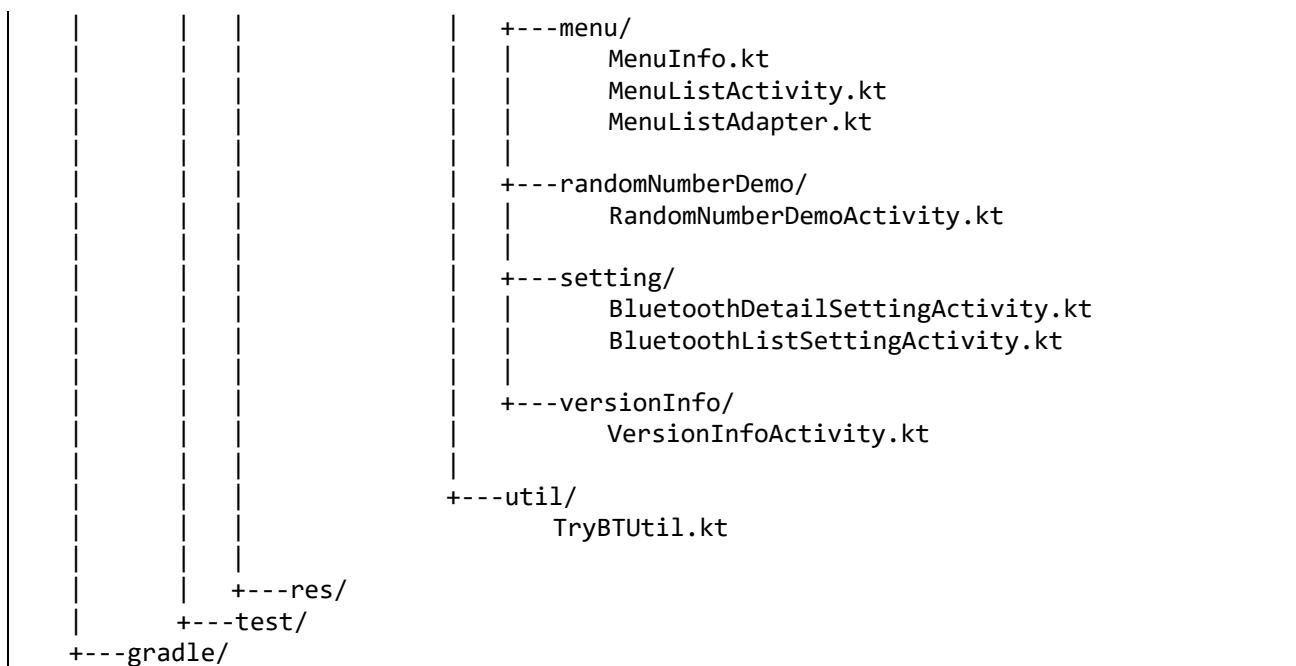 |   |   |   |   +---menu/
|   |   |   |   |   MenuInfo.kt
|   |   |   |   |   MenuListActivity.kt
|   |   |   |   |   MenuListAdapter.kt
|   |   |   |   |
|   |   |   |   +---randomNumberDemo/
|   |   |   |   |   RandomNumberDemoActivity.kt
|   |   |   |   |
|   |   |   |   +---setting/
|   |   |   |   |   BluetoothDetailSettingActivity.kt
|   |   |   |   |   BluetoothListSettingActivity.kt
|   |   |   |   |
|   |   |   |   +---versionInfo/
|   |   |   |       VersionInfoActivity.kt
|   |   |   |
|   |   |   +---util/
|   |   |       TryBTUtil.kt
|   |   |
|   |   +---res/
|   +---test/
+---gradle/